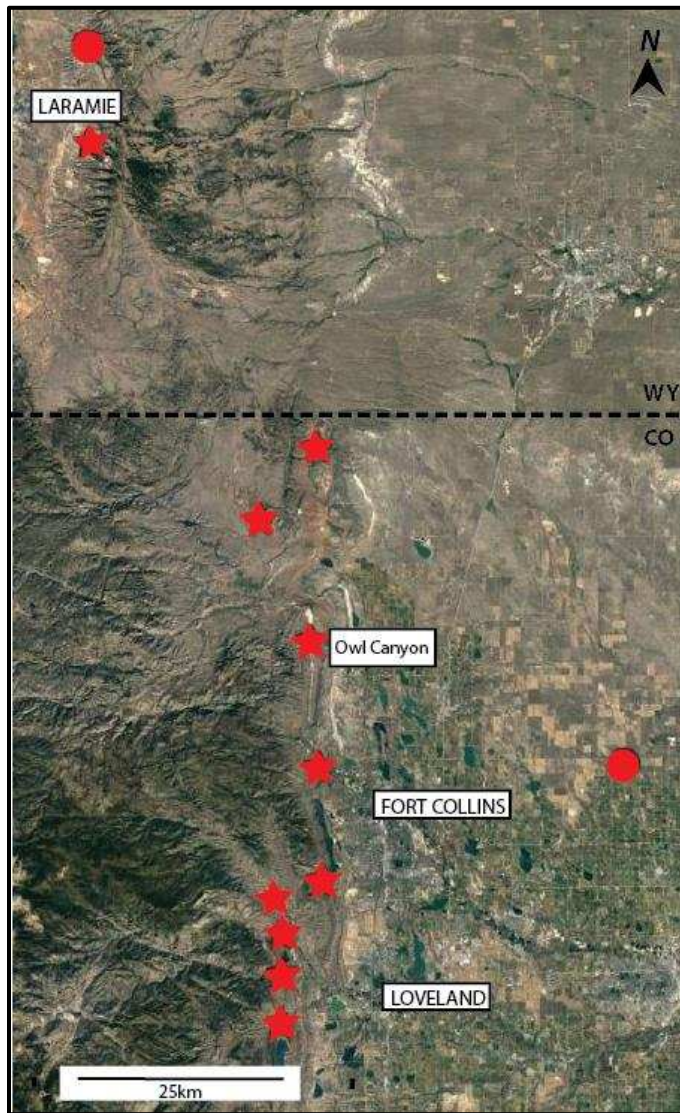 N
LARAMIE
WY
CO
Owl Canyon
FORT COLLINS
LOVELAND
25km